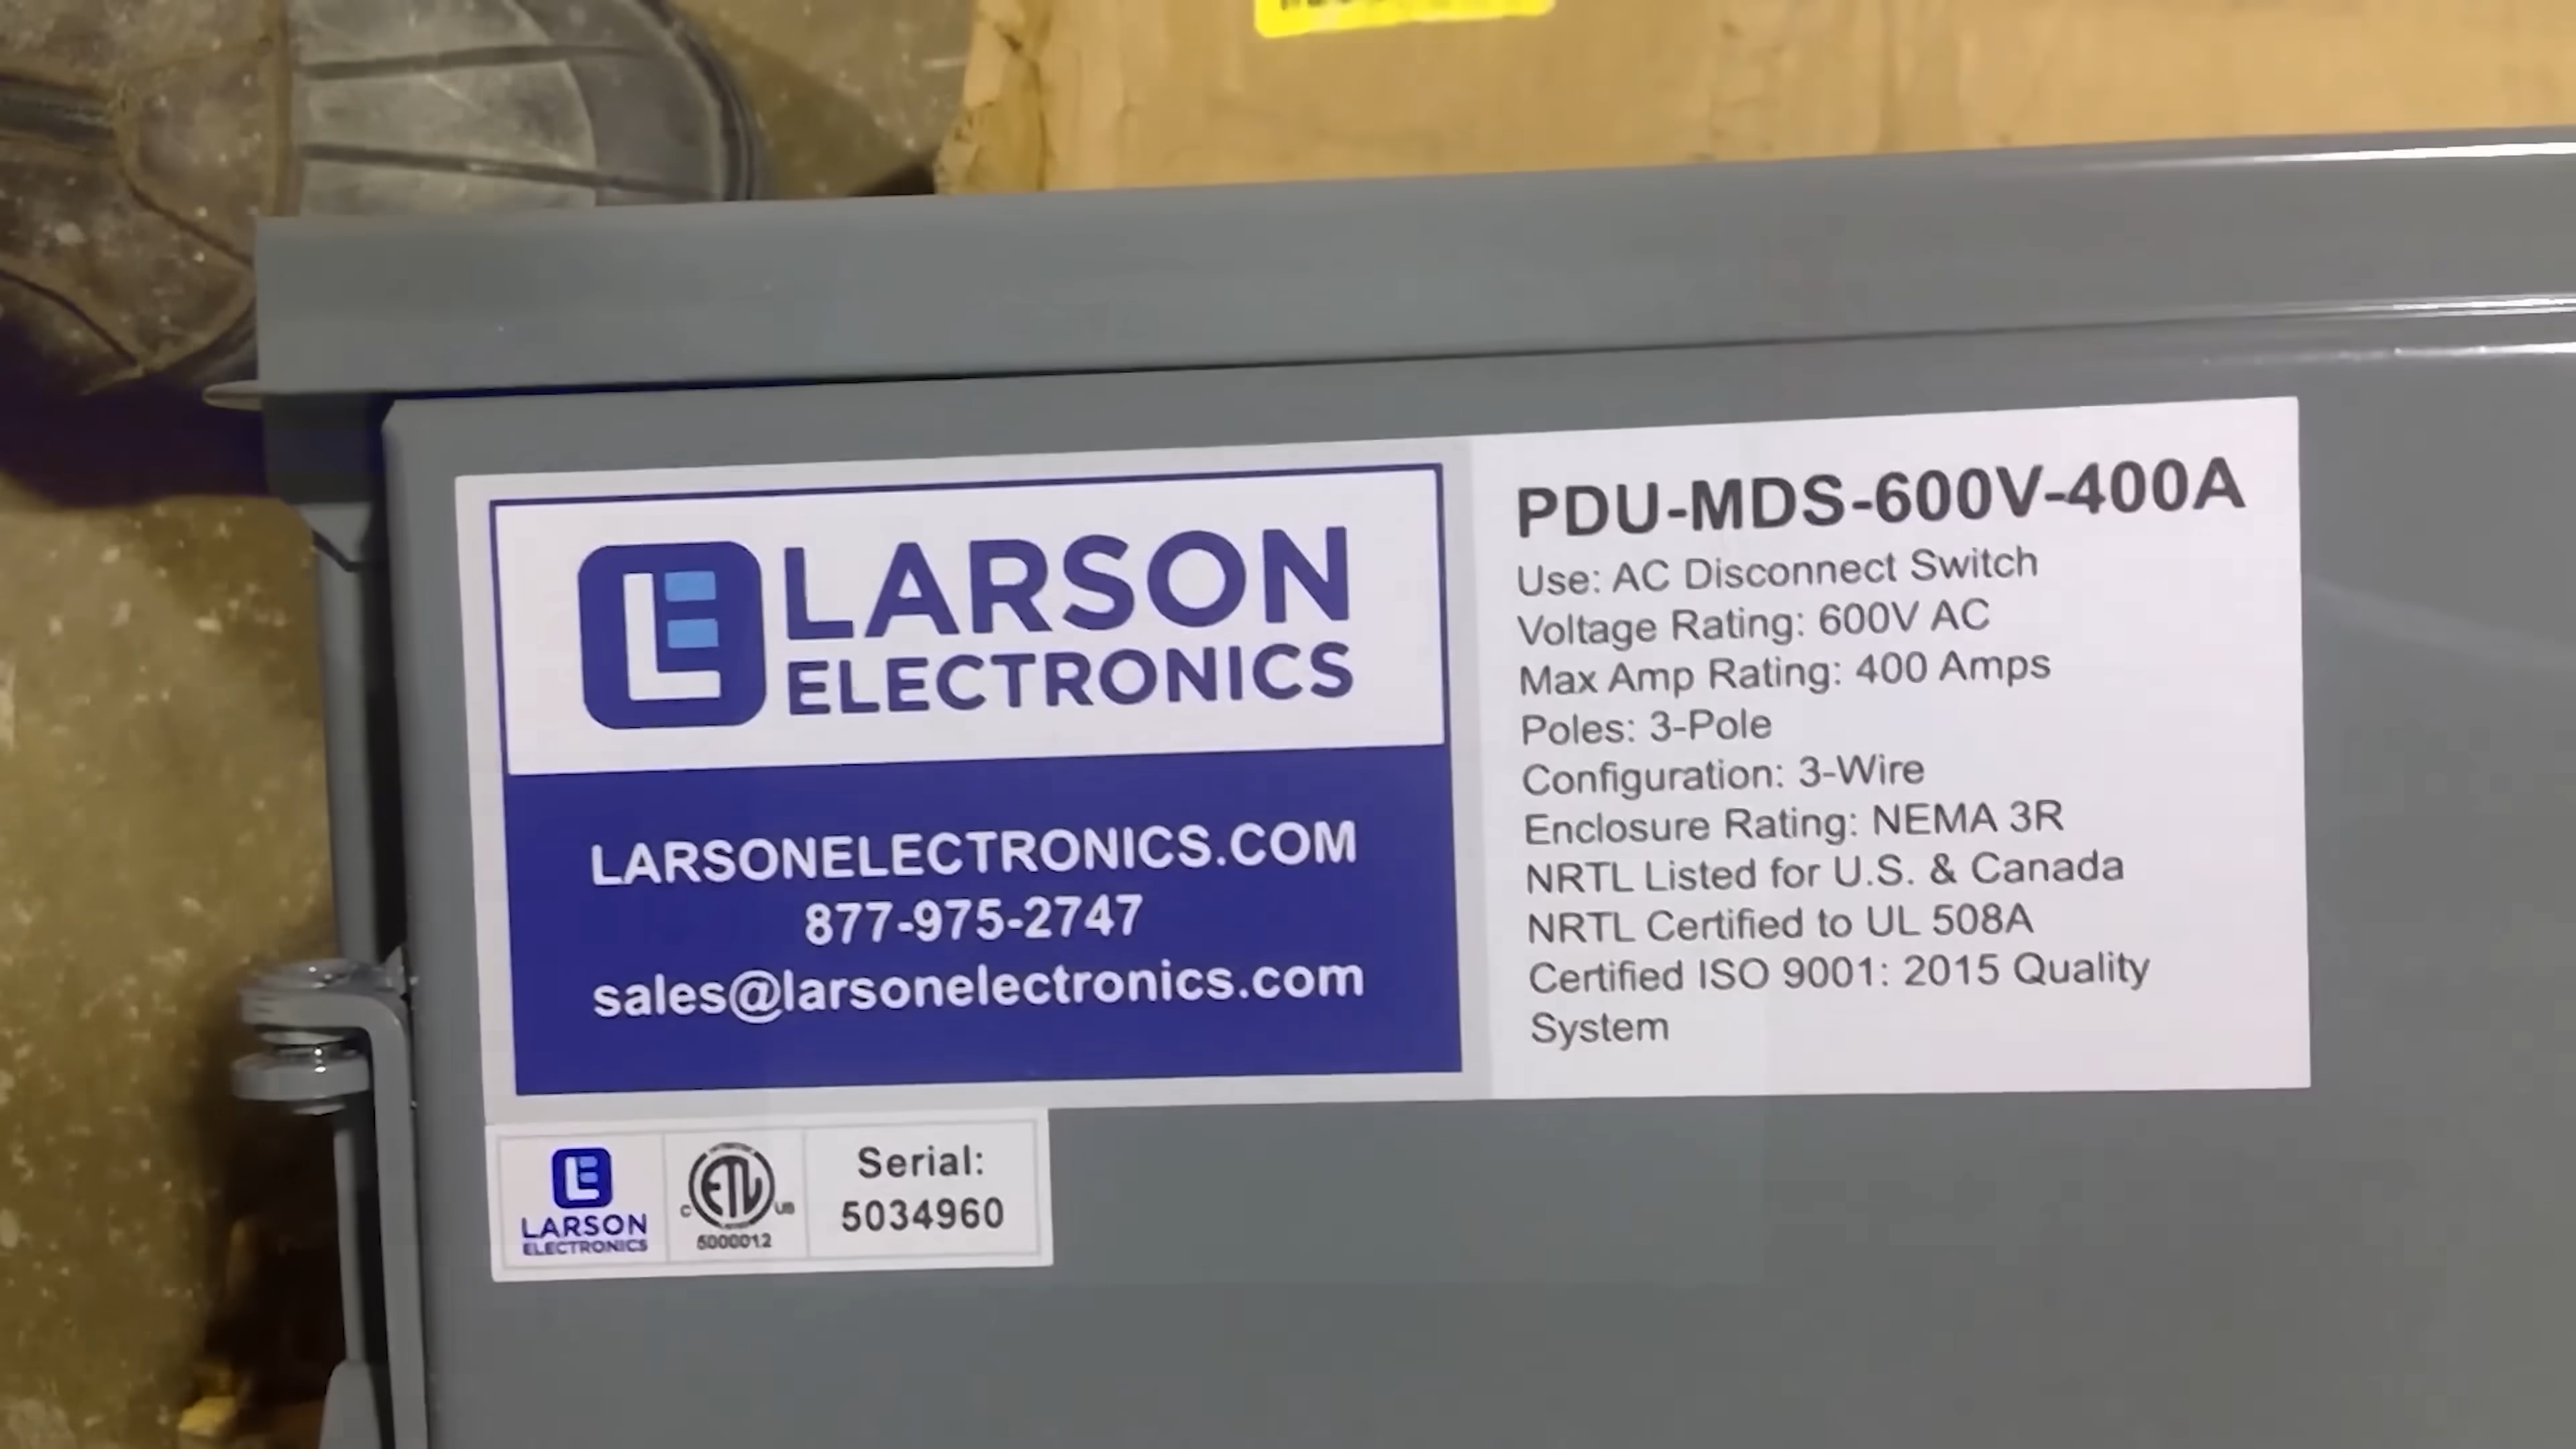 LARSON
ELECTRONICS
LARSONELECTRONICS.COM
877-975-2747
sales@larsonelectronics.com
PDU-MDS-600V-400A
Use: AC Disconnect Switch
Voltage Rating: 600V AC
Max Amp Rating: 400 Amps
Poles: 3-Pole
Configuration: 3-Wire
Enclosure Rating: NEMA 3R
NRTL Listed for U.S. & Canada
NRTL Certified to UL 508A
Certified ISO 9001: 2015 Quality
System
LARSON
ELECTRONICS
C ETL US
5000012
Serial:
5034960